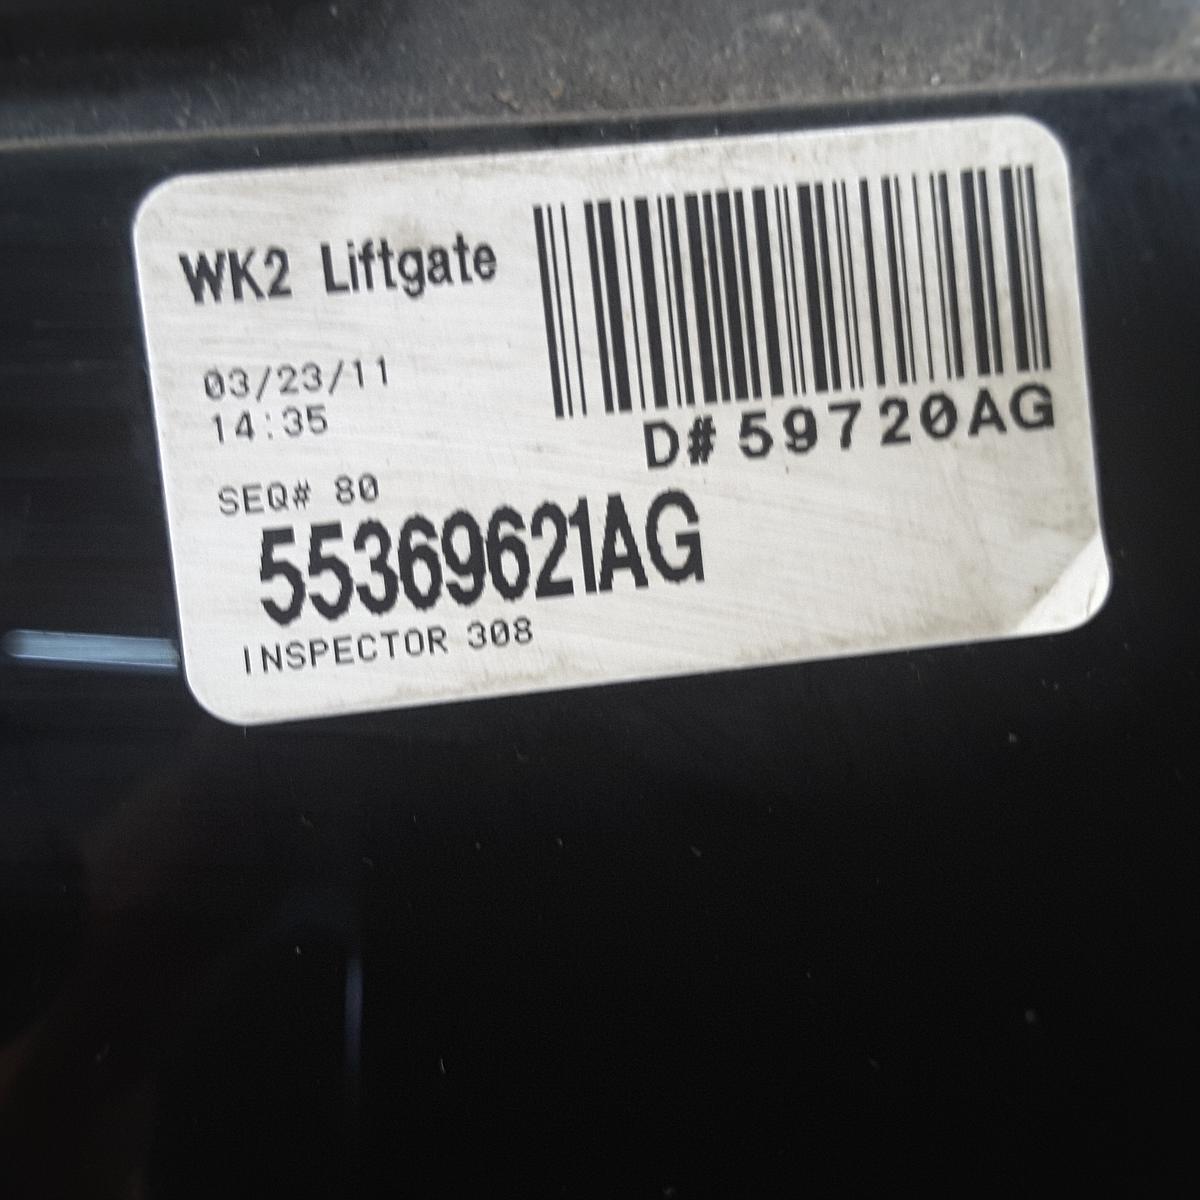 WK2 Liftgate
03/23/11
14:35
D# 59720AG
SEQ# 80
55369621AG
INSPECTOR 308